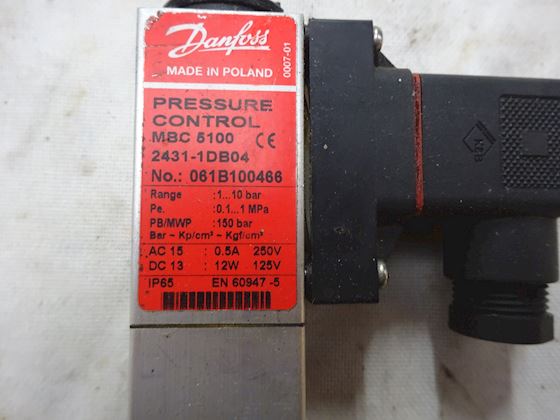 Danfoss
MADE IN POLAND
0007-01
PRESSURE
CONTROL
MBC 5100 CE
2431-1DB04
No.: 061B100466
Range : 1...10 bar
Pe. : 0.1...1 MPa
PB/MWP : 150 bar
Bar ~ Kp/cm² ~ Kgf/cm²
AC 15 : 0.5A 250V
DC 13 : 12W 125V
IP65 EN 60947 -5